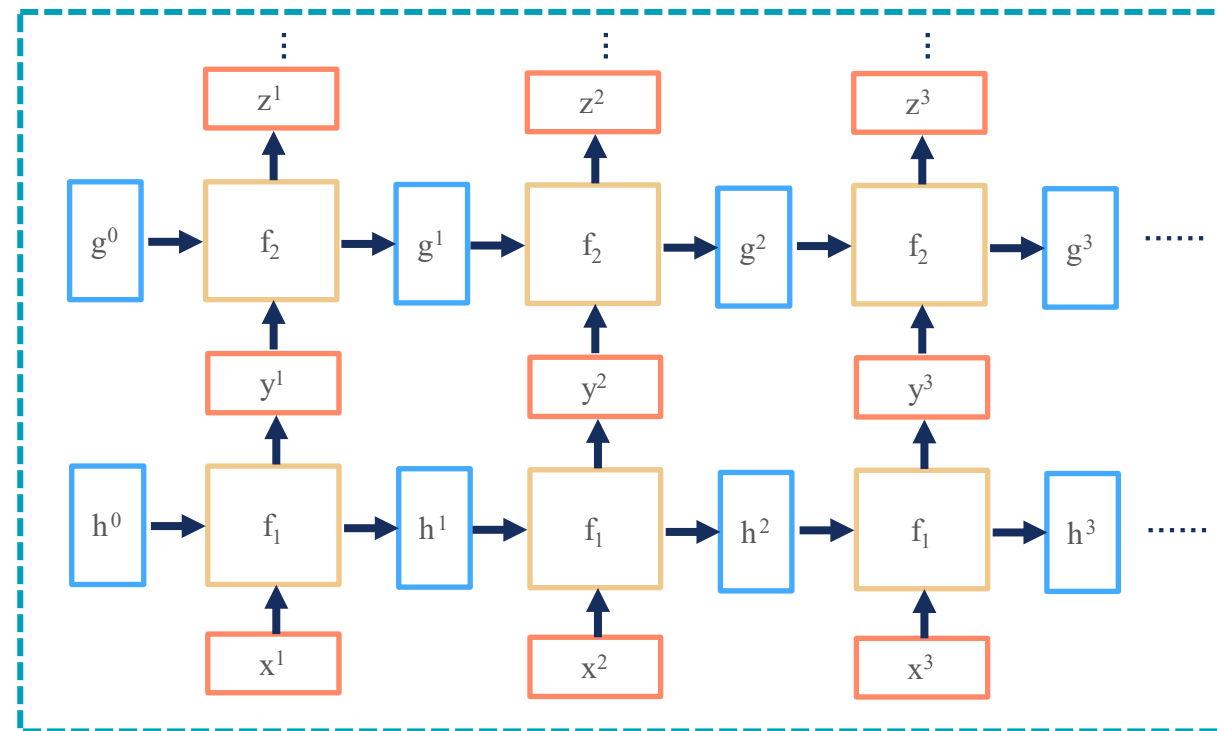 ⋮ ⋮ ⋮
z¹ z² z³
g⁰ f₂ g¹ f₂ g² f₂ g³ ......
y¹ y² y³
h⁰ f₁ h¹ f₁ h² f₁ h³ ......
x¹ x² x³